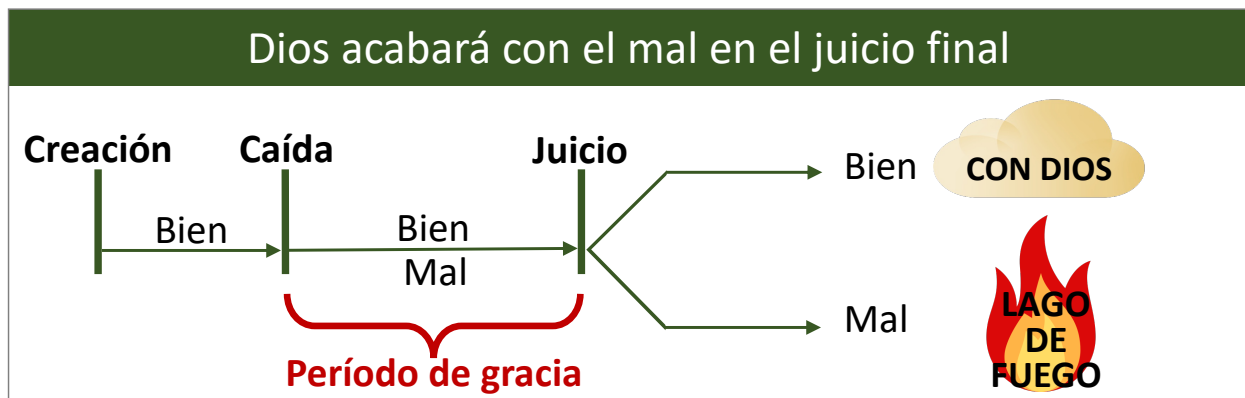 Dios acabará con el mal en el juicio final
Creación
Caída
Juicio
Bien
Bien
Mal
Bien
CON DIOS
Mal
LAGO
DE
FUEGO
Período de gracia